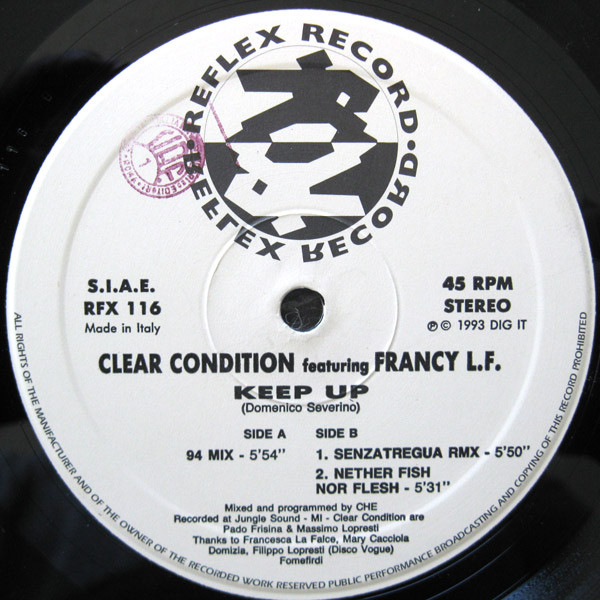 REFLEX RECORD.
REFLEX RECORD.
S.I.A.E.
RFX 116
Made in Italy
45 RPM
STEREO
℗ © 1993 DIG IT
CLEAR CONDITION featuring FRANCY L.F.
KEEP UP
(Domenico Severino)
SIDE A
94 MIX - 5'54"
SIDE B
1. SENZATREGUA RMX - 5'50"
2. NETHER FISH
NOR FLESH - 5'31"
Mixed and programmed by CHE
Recorded at Jungle Sound - MI - Clear Condition are
Pado Frisina & Massimo Lopresti
Thanks to Francesca La Falce, Mary Cacciola
Domizia, Filippo Lopresti (Disco Vogue)
Fomefirdi
ALL RIGHTS OF THE MANIFACTURER AND OF THE OWNER OF THE RECORDED WORK RESERVED PUBLIC PERFORMANCE BROADCASTING AND COPYING OF THIS RECORD PROHIBITED